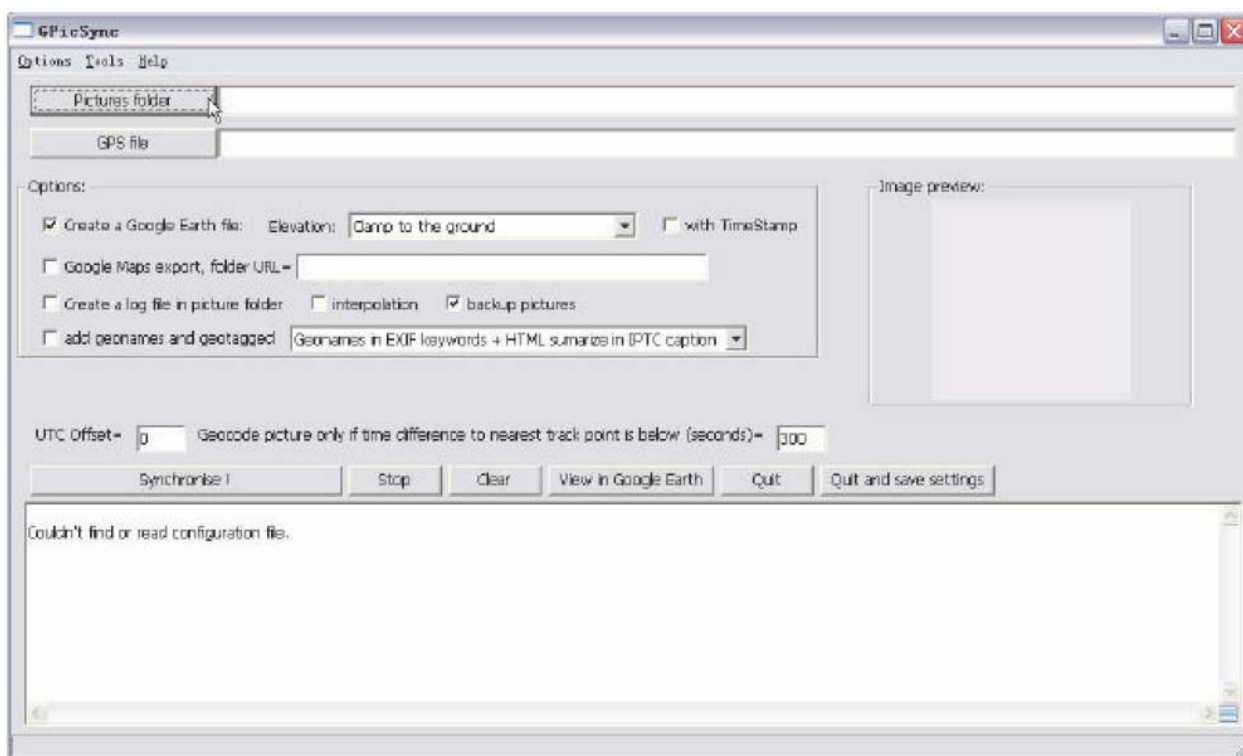 GPicSync
Options Tools Help
Pictures folder
GPS file
Options:
Image preview:
Create a Google Earth file: Elevation: Clamp to the ground with TimeStamp
Google Maps export, folder URL=
Create a log file in picture folder interpolation backup pictures
add geonames and geotagged Geonames in EXIF keywords + HTML sumarize in IPTC caption
UTC Offset= 0 Geocode picture only if time difference to nearest track point is below (seconds)= 300
Synchronise ! Stop Clear View in Google Earth Quit Quit and save settings
Couldn't find or read configuration file.